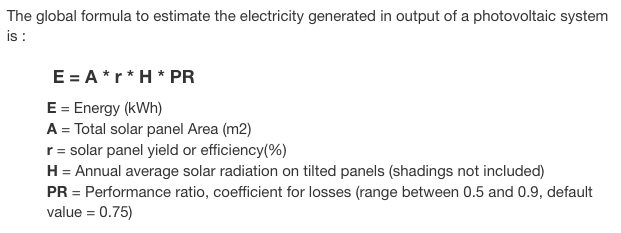 The global formula to estimate the electricity generated in output of a photovoltaic system
is :
E = A * r * H * PR
E = Energy (kWh)
A = Total solar panel Area (m2)
r = solar panel yield or efficiency(%)
H = Annual average solar radiation on tilted panels (shadings not included)
PR = Performance ratio, coefficient for losses (range between 0.5 and 0.9, default
value = 0.75)